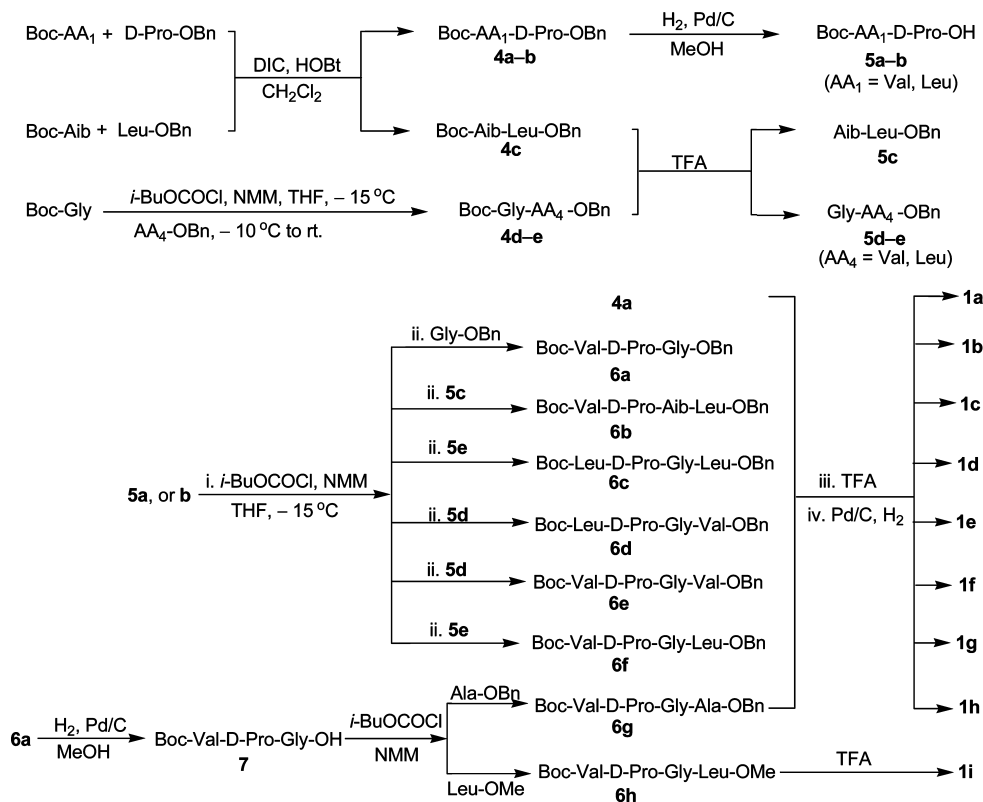 Boc-AA1 + D-Pro-OBn
DIC, HOBt
CH2Cl2
Boc-AA1-D-Pro-OBn
4a–b
H2, Pd/C
MeOH
Boc-AA1-D-Pro-OH
5a–b
(AA1 = Val, Leu)
Boc-Aib + Leu-OBn
Boc-Aib-Leu-OBn
4c
TFA
Aib-Leu-OBn
5c
Boc-Gly
i-BuOCOCl, NMM, THF, – 15 °C
AA4-OBn, – 10 °C to rt.
Boc-Gly-AA4 -OBn
4d–e
Gly-AA4 -OBn
5d–e
(AA4 = Val, Leu)
4a
5a, or b
i. i-BuOCOCl, NMM
THF, – 15 °C
ii. Gly-OBn
Boc-Val-D-Pro-Gly-OBn
6a
ii. 5c
Boc-Val-D-Pro-Aib-Leu-OBn
6b
ii. 5e
Boc-Leu-D-Pro-Gly-Leu-OBn
6c
ii. 5d
Boc-Leu-D-Pro-Gly-Val-OBn
6d
ii. 5d
Boc-Val-D-Pro-Gly-Val-OBn
6e
ii. 5e
Boc-Val-D-Pro-Gly-Leu-OBn
6f
iii. TFA
iv. Pd/C, H2
1a
1b
1c
1d
1e
1f
1g
1h
6a
H2, Pd/C
MeOH
Boc-Val-D-Pro-Gly-OH
7
i-BuOCOCl
NMM
Ala-OBn
Boc-Val-D-Pro-Gly-Ala-OBn
6g
Leu-OMe
Boc-Val-D-Pro-Gly-Leu-OMe
6h
TFA
1i